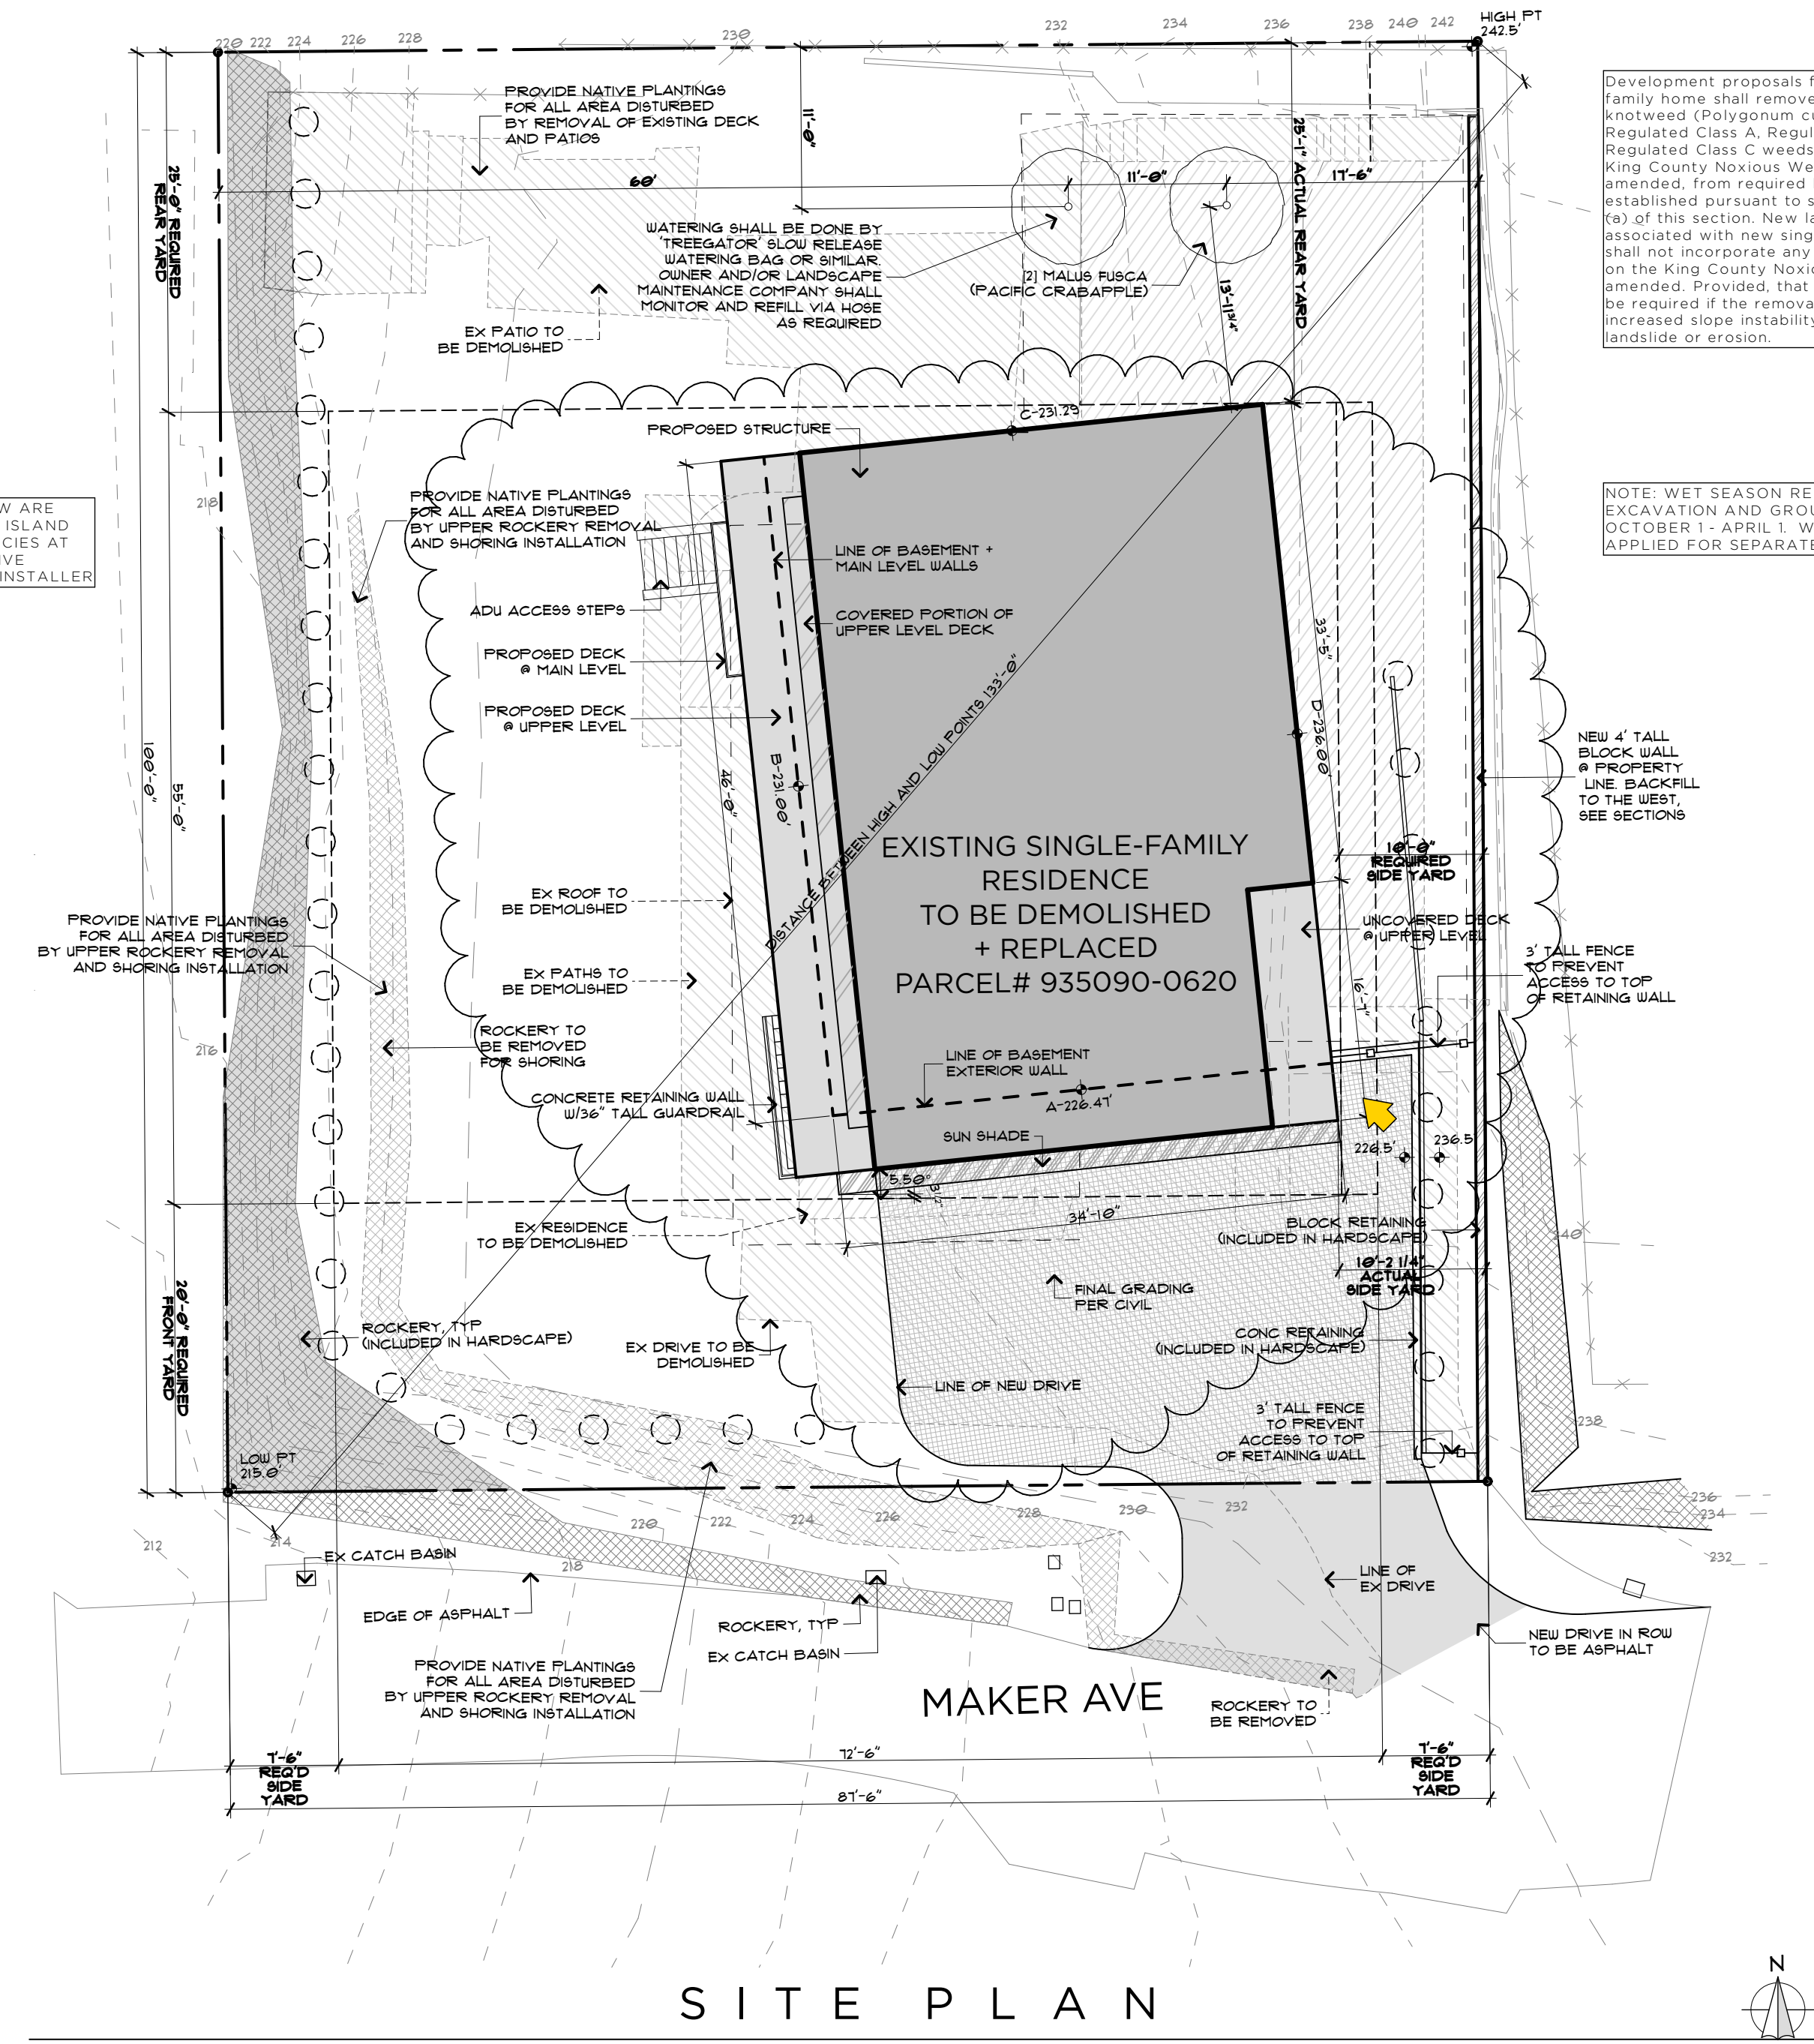 220 222 224 226 228 230 232 234 236 238 240 242
HIGH PT
242.5'
PROVIDE NATIVE PLANTINGS
FOR ALL AREA DISTURBED
BY REMOVAL OF EXISTING DECK
AND PATIOS
11'-0"
25'-0" REQUIRED
REAR YARD
60'
11'-0"
17'-6"
25'-1" ACTUAL REAR YARD
WATERING SHALL BE DONE BY
'TREEGATOR' SLOW RELEASE
WATERING BAG OR SIMILAR.
OWNER AND/OR LANDSCAPE
MAINTENANCE COMPANY SHALL
MONITOR AND REFILL VIA HOSE
AS REQUIRED
[2] MALUS FUSCA
(PACIFIC CRABAPPLE)
13'-11 3/4"
EX PATIO TO
BE DEMOLISHED
Development proposals f
family home shall remove
knotweed (Polygonum cu
Regulated Class A, Regul
Regulated Class C weeds
King County Noxious We
amended, from required
established pursuant to s
(a) of this section. New la
associated with new sing
shall not incorporate any
on the King County Noxi
amended. Provided, that
be required if the remova
increased slope instability
landslide or erosion.
C-231.29
PROPOSED STRUCTURE
W ARE
ISLAND
CIES AT
IVE
INSTALLER
218
PROVIDE NATIVE PLANTINGS
FOR ALL AREA DISTURBED
BY UPPER ROCKERY REMOVAL
AND SHORING INSTALLATION
NOTE: WET SEASON RE
EXCAVATION AND GROU
OCTOBER 1 - APRIL 1. W
APPLIED FOR SEPARATE
LINE OF BASEMENT +
MAIN LEVEL WALLS
ADU ACCESS STEPS
COVERED PORTION OF
UPPER LEVEL DECK
PROPOSED DECK
@ MAIN LEVEL
PROPOSED DECK
@ UPPER LEVEL
33'-5"
D-236.00'
B-231.00'
46'-0"
DISTANCE BETWEEN HIGH AND LOW POINTS 133'-0"
100'-0"
55'-0"
NEW 4' TALL
BLOCK WALL
@ PROPERTY
LINE. BACKFILL
TO THE WEST,
SEE SECTIONS
EXISTING SINGLE-FAMILY
RESIDENCE
TO BE DEMOLISHED
+ REPLACED
PARCEL# 935090-0620
10'-0"
REQUIRED
SIDE YARD
EX ROOF TO
BE DEMOLISHED
PROVIDE NATIVE PLANTINGS
FOR ALL AREA DISTURBED
BY UPPER ROCKERY REMOVAL
AND SHORING INSTALLATION
UNCOVERED DECK
@ UPPER LEVEL
3' TALL FENCE
TO PREVENT
ACCESS TO TOP
OF RETAINING WALL
EX PATHS TO
BE DEMOLISHED
16'-7"
216
ROCKERY TO
BE REMOVED
FOR SHORING
LINE OF BASEMENT
EXTERIOR WALL
CONCRETE RETAINING WALL
W/36" TALL GUARDRAIL
A-226.47'
SUN SHADE
226.5'
236.5'
5.50"
3 1/2"
34'-10"
EX RESIDENCE
TO BE DEMOLISHED
BLOCK RETAINING
(INCLUDED IN HARDSCAPE)
240
10'-2 1/4"
ACTUAL
SIDE YARD
FINAL GRADING
PER CIVIL
20'-0" REQUIRED
FRONT YARD
ROCKERY, TYP
(INCLUDED IN HARDSCAPE)
EX DRIVE TO BE
DEMOLISHED
CONC RETAINING
(INCLUDED IN HARDSCAPE)
LINE OF NEW DRIVE
3' TALL FENCE
TO PREVENT
ACCESS TO TOP
OF RETAINING WALL
238
LOW PT
215.0'
236
234
232
212
214
218
220
222
224
226
228
230
232
EX CATCH BASIN
EDGE OF ASPHALT
ROCKERY, TYP
EX CATCH BASIN
LINE OF
EX DRIVE
NEW DRIVE IN ROW
TO BE ASPHALT
PROVIDE NATIVE PLANTINGS
FOR ALL AREA DISTURBED
BY UPPER ROCKERY REMOVAL
AND SHORING INSTALLATION
MAKER AVE
ROCKERY TO
BE REMOVED
7'-6"
REQ'D
SIDE
YARD
72'-6"
7'-6"
REQ'D
SIDE
YARD
87'-6"
SITE PLAN
N